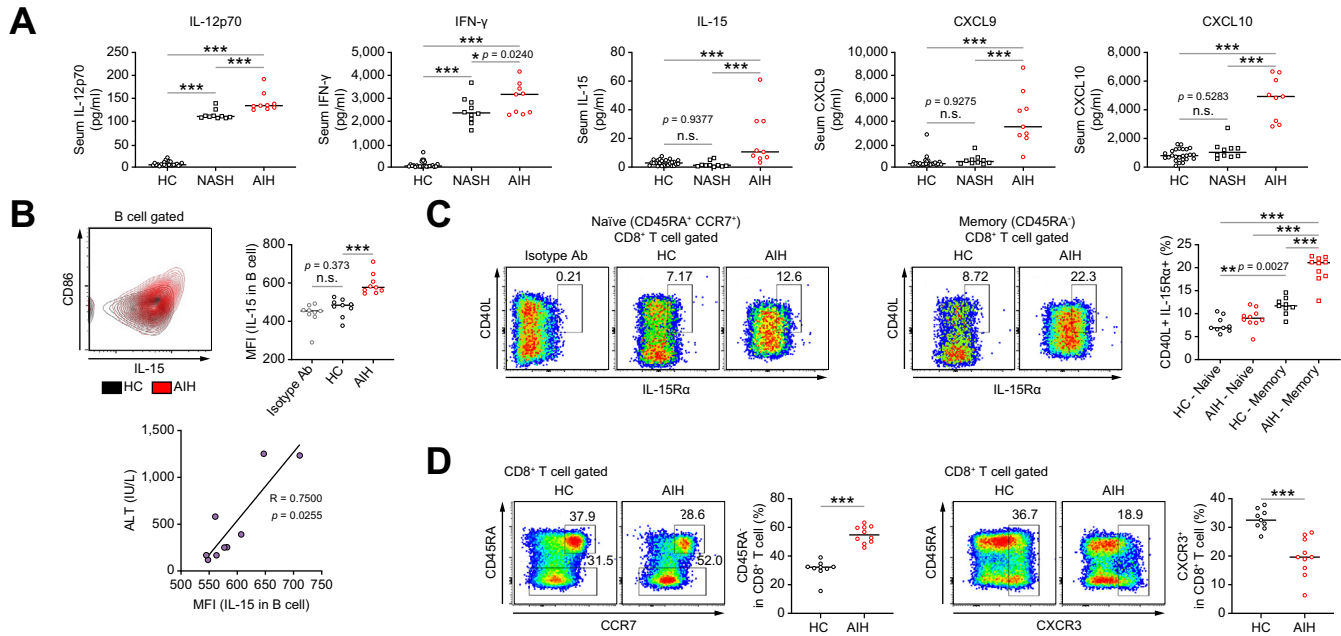 A
IL-12p70
Seum IL-12p70
(pg/ml)
250
200
150
100
50
0
***
***
***
HC NASH AIH
IFN-γ
Serum IFN-γ
(pg/ml)
5,000
4,000
3,000
2,000
1,000
0
***
* p = 0.0240
***
HC NASH AIH
IL-15
Seum IL-15
(pg/ml)
80
60
40
20
0
***
***
p = 0.9377
n.s.
HC NASH AIH
CXCL9
Seum CXCL9
(pg/ml)
10,000
8,000
6,000
4,000
2,000
0
***
***
p = 0.9275
n.s.
HC NASH AIH
CXCL10
Seum CXCL10
(pg/ml)
8,000
6,000
4,000
2,000
0
***
***
p = 0.5283
n.s.
HC NASH AIH
B
B cell gated
CD86
IL-15
HC AIH
MFI (IL-15 in B cell)
800
600
400
200
***
p = 0.373
n.s.
Isotype Ab
HC
AIH
ALT (IU/L)
1,500
1,000
500
0
R = 0.7500
p = 0.0255
500 550 600 650 700 750
MFI (IL-15 in B cell)
C
Naïve (CD45RA+ CCR7+)
CD8+ T cell gated
Isotype Ab HC AIH
0.21 7.17 12.6
CD40L
IL-15Rα
Memory (CD45RA-)
CD8+ T cell gated
HC AIH
8.72 22.3
CD40L
IL-15Rα
CD40L+ IL-15Rα+ (%)
25
20
15
10
5
0
***
***
***
** p = 0.0027
HC - Naïve
AIH - Naïve
HC - Memory
AIH - Memory
D
CD8+ T cell gated
HC AIH
37.9 28.6
31.5 52.0
CD45RA
CCR7
CD45RA-
in CD8+ T cell (%)
80
60
40
20
0
***
HC AIH
CD8+ T cell gated
HC AIH
36.7 18.9
CD45RA
CXCR3
CXCR3+
in CD8+ T cell (%)
40
30
20
10
0
***
HC AIH